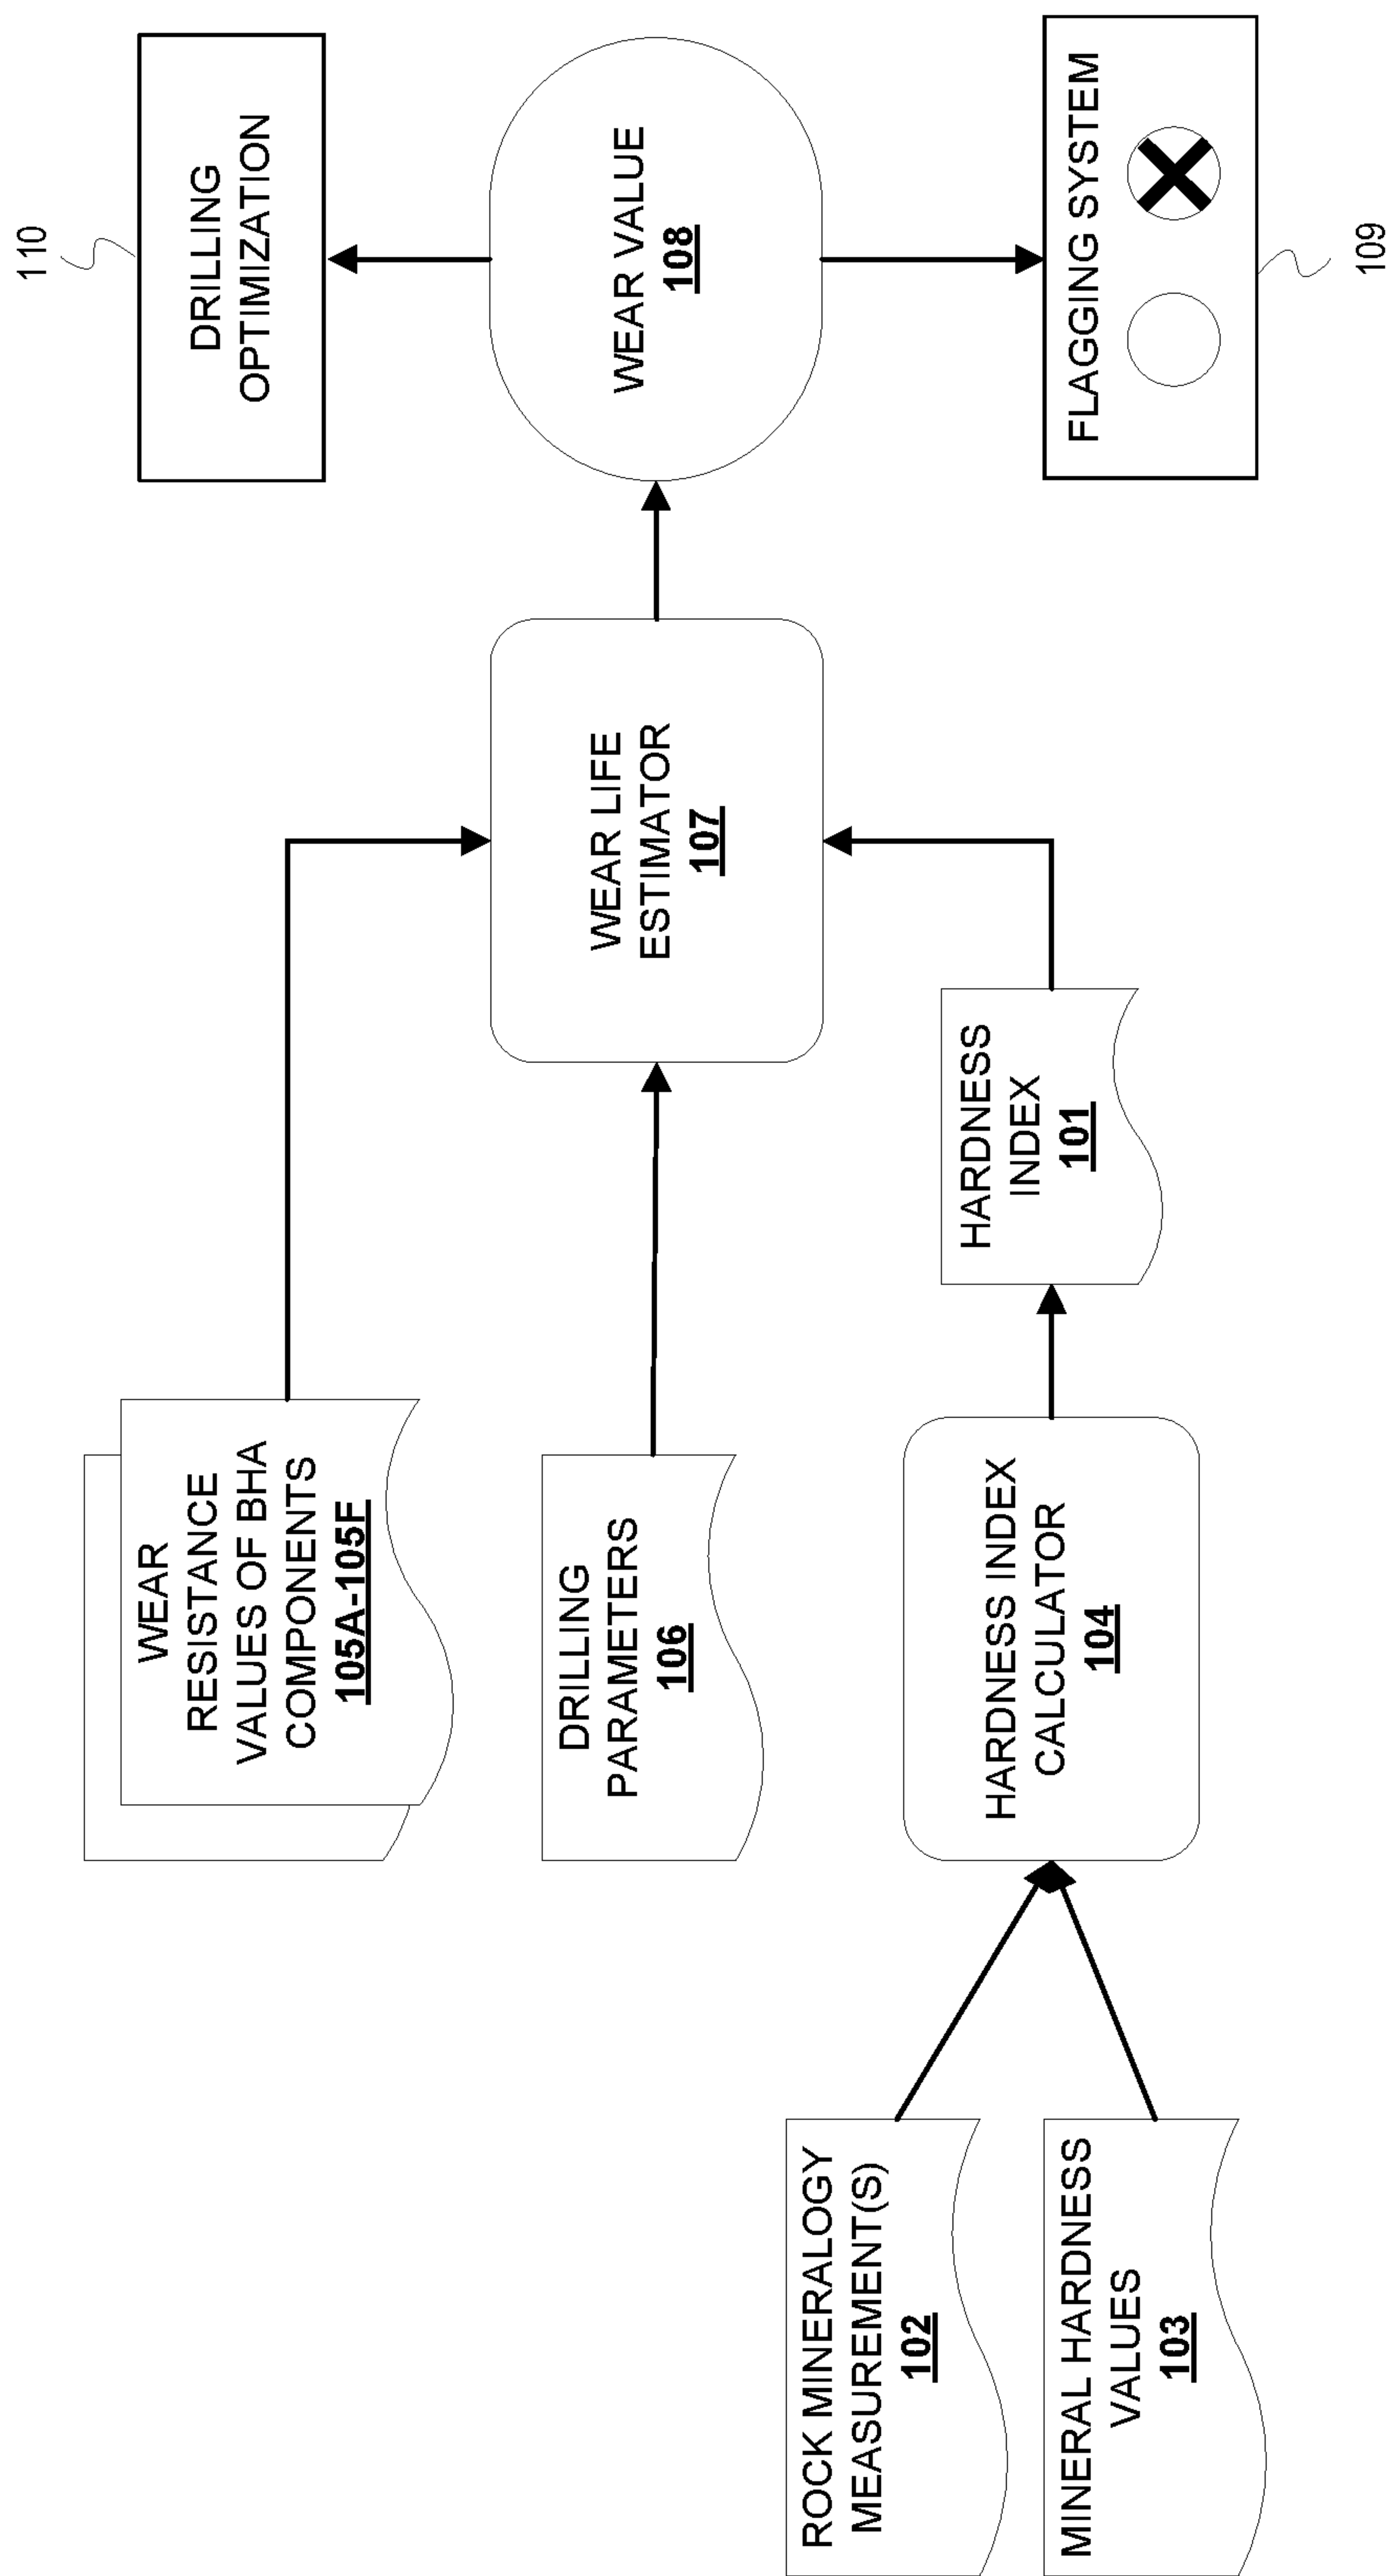 ROCK MINERALOGY
MEASUREMENT(S)
102
MINERAL HARDNESS
VALUES
103
WEAR
RESISTANCE
VALUES OF BHA
COMPONENTS
105A-105F
DRILLING
PARAMETERS
106
HARDNESS INDEX
CALCULATOR
104
HARDNESS
INDEX
101
WEAR LIFE
ESTIMATOR
107
110
DRILLING
OPTIMIZATION
WEAR VALUE
108
FLAGGING SYSTEM
109